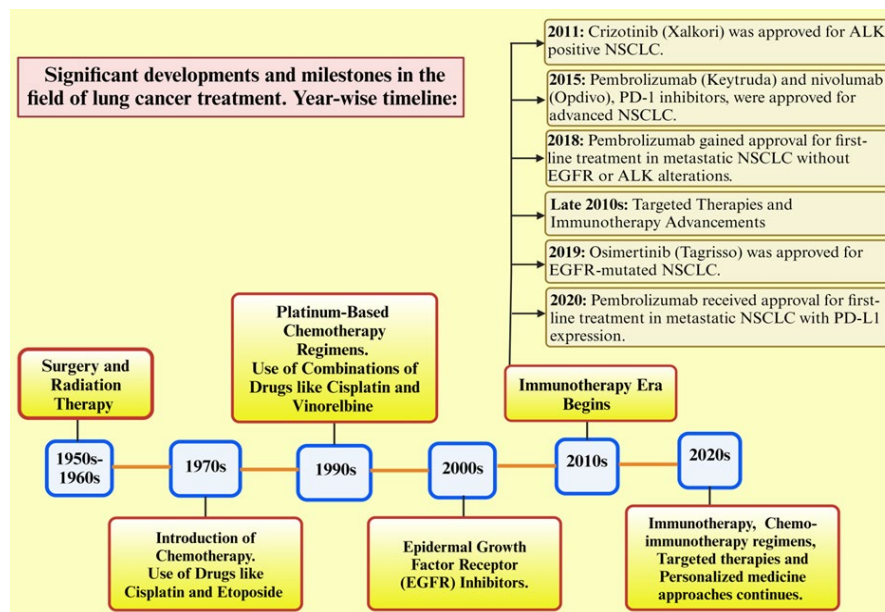 Significant developments and milestones in the
field of lung cancer treatment. Year-wise timeline:
2011: Crizotinib (Xalkori) was approved for ALK
positive NSCLC.
2015: Pembrolizumab (Keytruda) and nivolumab
(Opdivo), PD-1 inhibitors, were approved for
advanced NSCLC.
2018: Pembrolizumab gained approval for first-
line treatment in metastatic NSCLC without
EGFR or ALK alterations.
Late 2010s: Targeted Therapies and
Immunotherapy Advancements
2019: Osimertinib (Tagrisso) was approved for
EGFR-mutated NSCLC.
2020: Pembrolizumab received approval for first-
line treatment in metastatic NSCLC with PD-L1
expression.
Surgery and
Radiation
Therapy
Platinum-Based
Chemotherapy
Regimens.
Use of Combinations of
Drugs like Cisplatin and
Vinorelbine
Immunotherapy Era
Begins
1950s-
1960s
1970s
1990s
2000s
2010s
2020s
Introduction of
Chemotherapy.
Use of Drugs like
Cisplatin and Etoposide
Epidermal Growth
Factor Receptor
(EGFR) Inhibitors.
Immunotherapy, Chemo-
immunotherapy regimens,
Targeted therapies and
Personalized medicine
approaches continues.